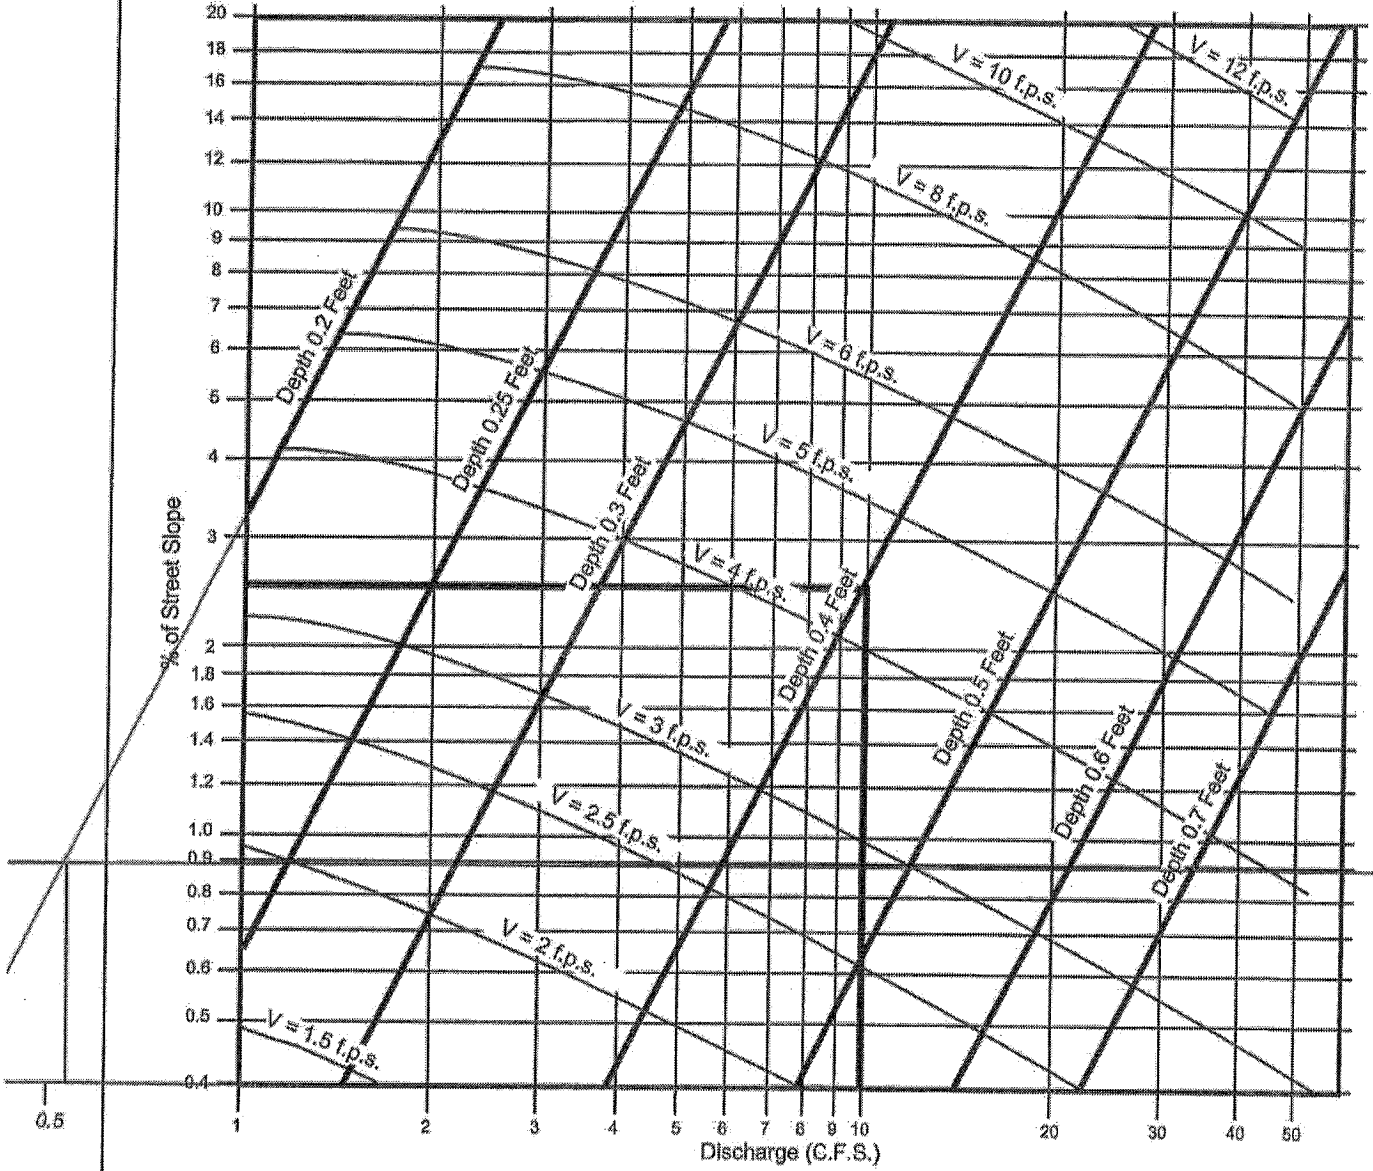 20
18
16
14
12
10
9
8
7
6
5
4
3
2
1.8
1.6
1.4
1.2
1.0
0.9
0.8
0.7
0.6
0.5
0.4
% of Street Slope
V = 12 f.p.s.
V = 10 f.p.s.
V = 8 f.p.s.
V = 6 f.p.s.
V = 5 f.p.s.
V = 4 f.p.s.
V = 3 f.p.s.
V = 2.5 f.p.s.
V = 2 f.p.s.
V = 1.5 f.p.s.
Depth 0.2 Feet
Depth 0.25 Feet
Depth 0.3 Feet
Depth 0.4 Feet
Depth 0.5 Feet
Depth 0.6 Feet
Depth 0.7 Feet
0.5 1 2 3 4 5 6 7 8 9 10 20 30 40 50
Discharge (C.F.S.)